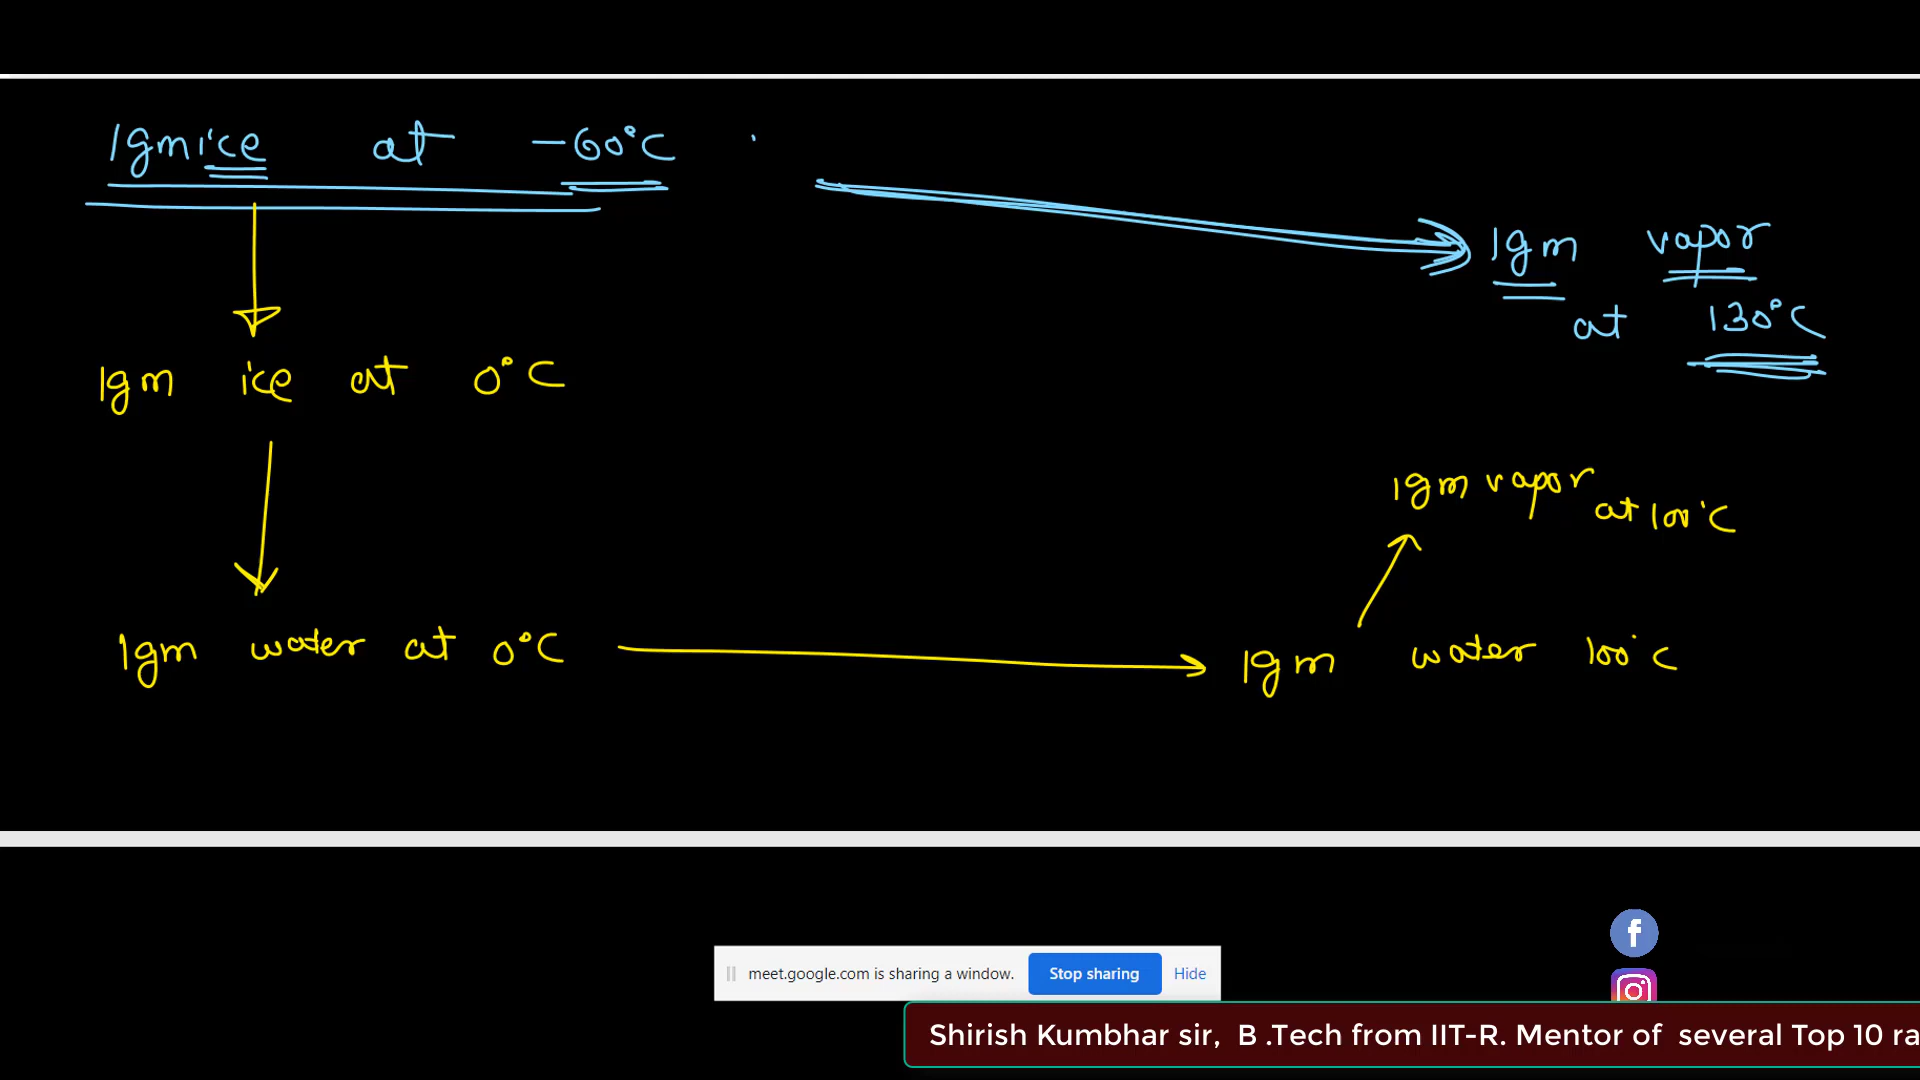 1gm ice at -60°C
1gm vapor
at 130°C
1gm ice at 0°C
1gm vapor at 100°C
1gm water at 0°C
1gm water 100°C
meet.google.com is sharing a window. Stop sharing Hide
Shirish Kumbhar sir, B .Tech from IIT-R. Mentor of several Top 10 ra